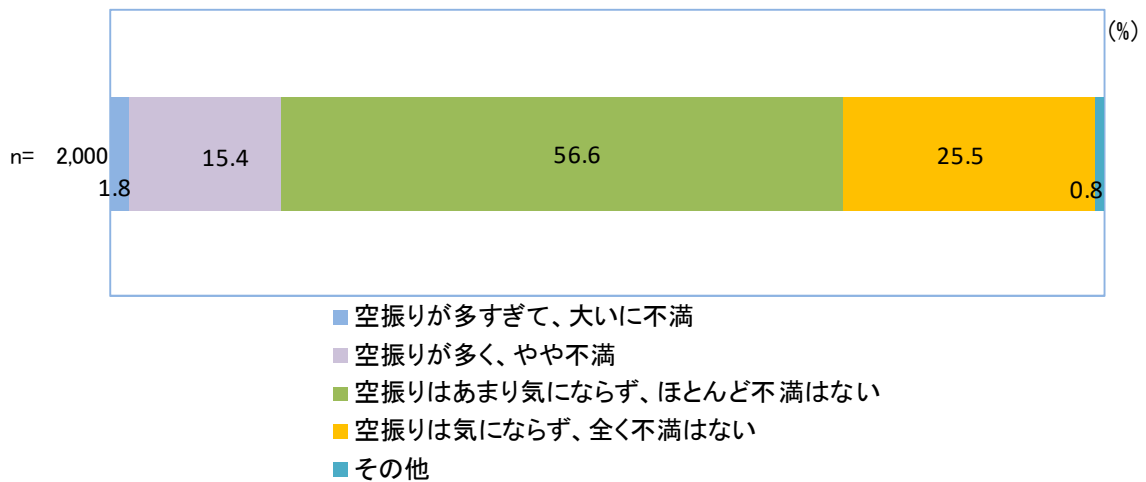 (%)
n= 2,000
1.8
15.4
56.6
25.5
0.8
空振りが多すぎて、大いに不満
空振りが多く、やや不満
空振りはあまり気にならず、ほとんど不満はない
空振りは気にならず、全く不満はない
その他